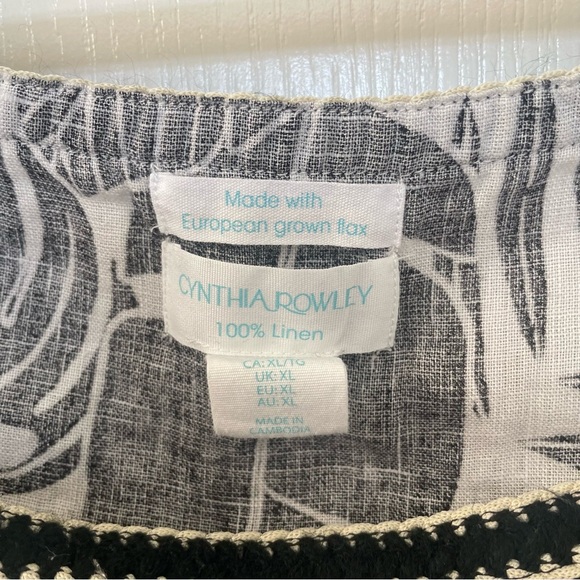 Made with
European grown flax
CYNTHIA ROWLEY
100% Linen
CA: XL/TG
UK: XL
EU: XL
AU: XL
MADE IN
CAMBODIA